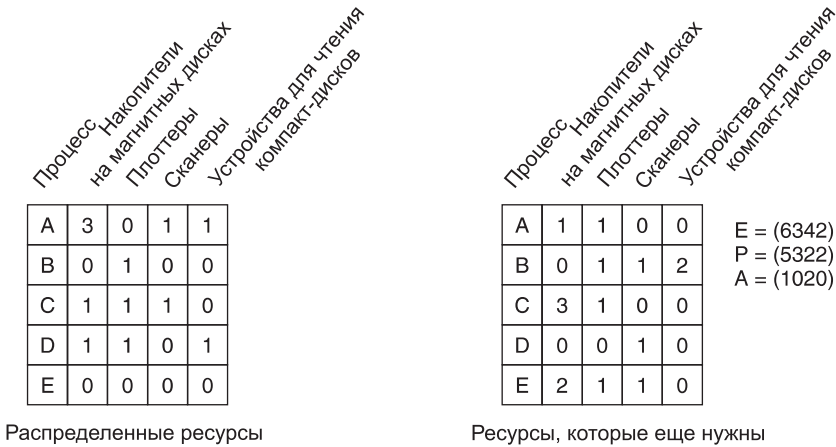 Процесс
Накопители
на магнитных дисках
Плоттеры
Сканеры
Устройства для чтения
компакт-дисков
A 3 0 1 1
B 0 1 0 0
C 1 1 1 0
D 1 1 0 1
E 0 0 0 0
Распределенные ресурсы
Процесс
Накопители
на магнитных дисках
Плоттеры
Сканеры
Устройства для чтения
компакт-дисков
A 1 1 0 0
B 0 1 1 2
C 3 1 0 0
D 0 0 1 0
E 2 1 1 0
Ресурсы, которые еще нужны
E = (6342)
P = (5322)
A = (1020)